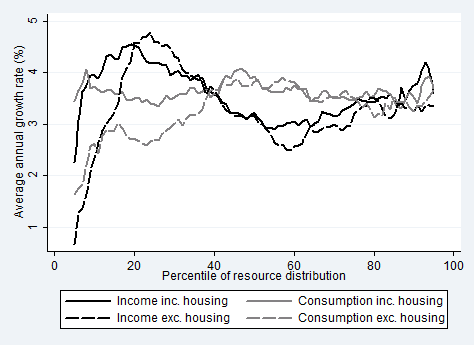 Average annual growth rate (%)
5
4
3
2
1
0 20 40 60 80 100
Percentile of resource distribution
Income inc. housing Consumption inc. housing
Income exc. housing Consumption exc. housing